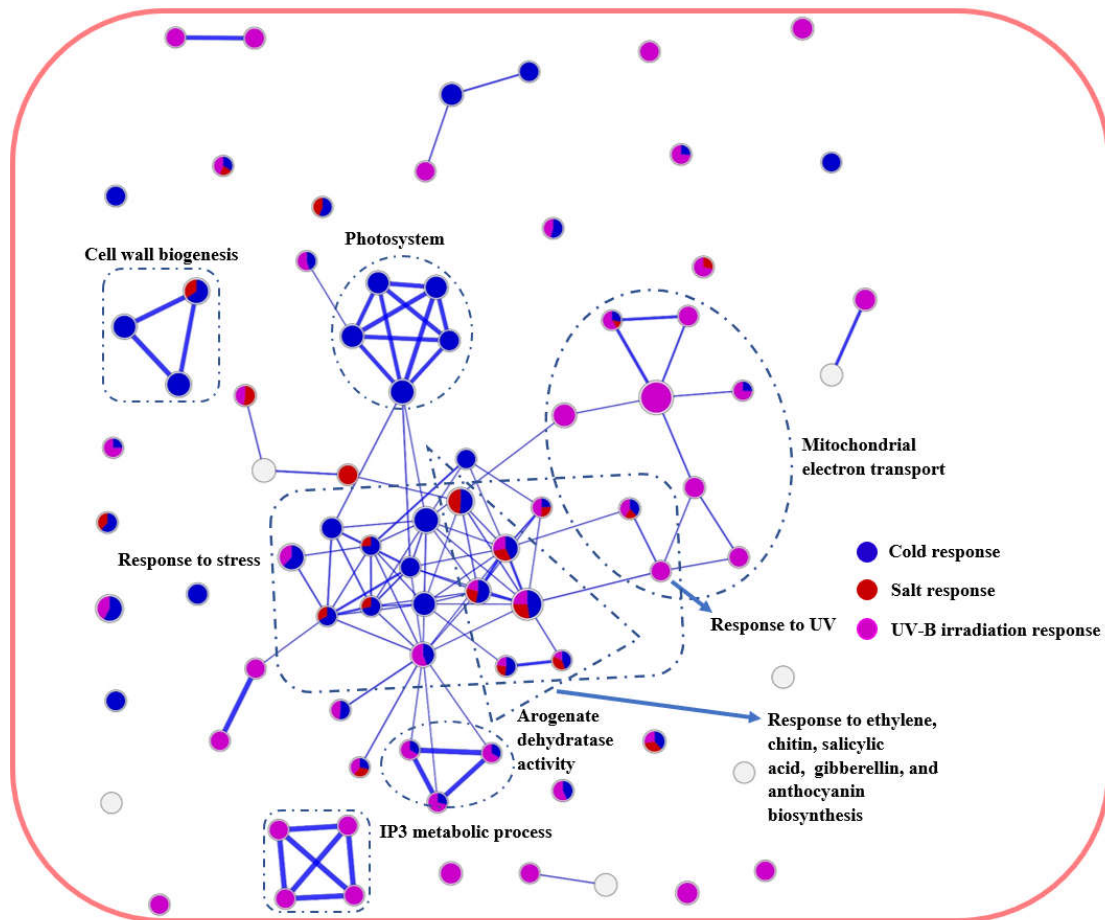 Cell wall biogenesis
Photosystem
Mitochondrial
electron transport
Response to stress
Cold response
Salt response
UV-B irradiation response
Response to UV
Arogenate
dehydratase
activity
Response to ethylene,
chitin, salicylic
acid, gibberellin, and
anthocyanin
biosynthesis
IP3 metabolic process